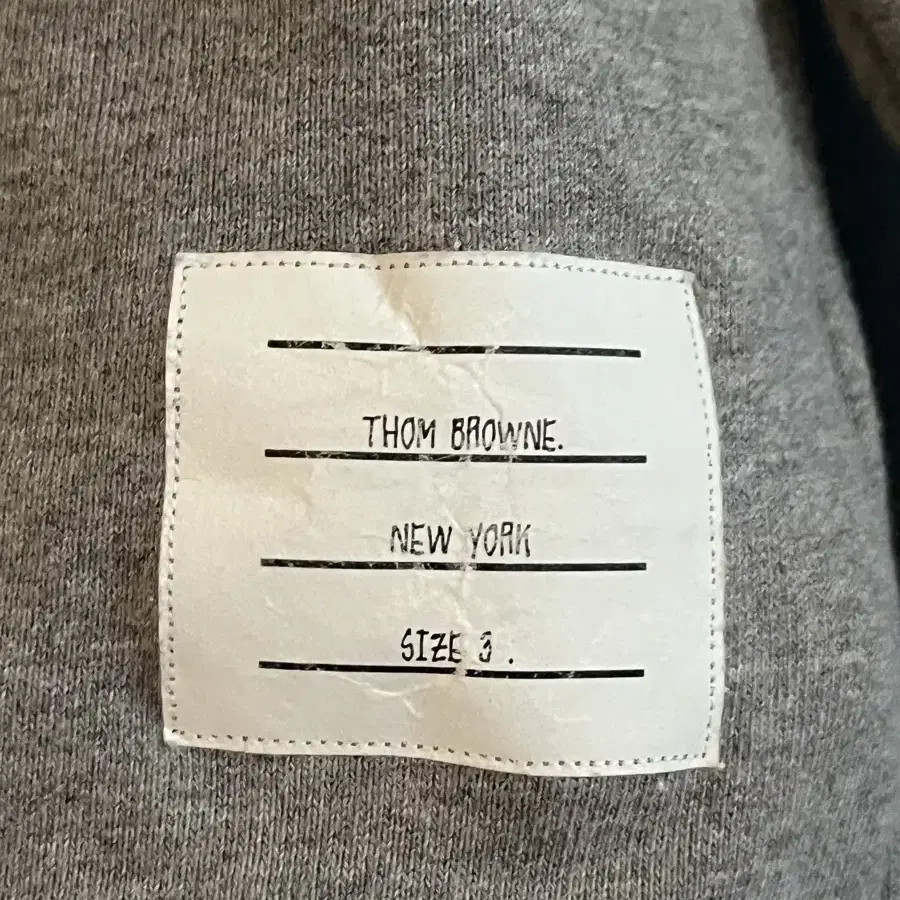 THOM BROWNE.
NEW YORK
SIZE 3 .